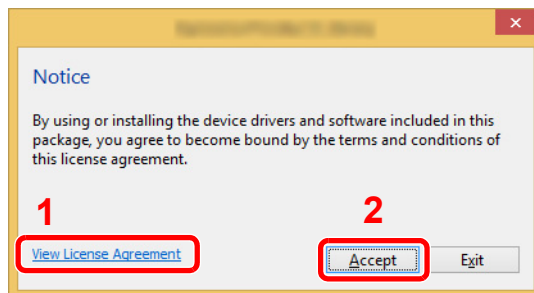 Notice
By using or installing the device drivers and software included in this
package, you agree to become bound by the terms and conditions of
this license agreement.
1
2
View License Agreement
Accept
Exit